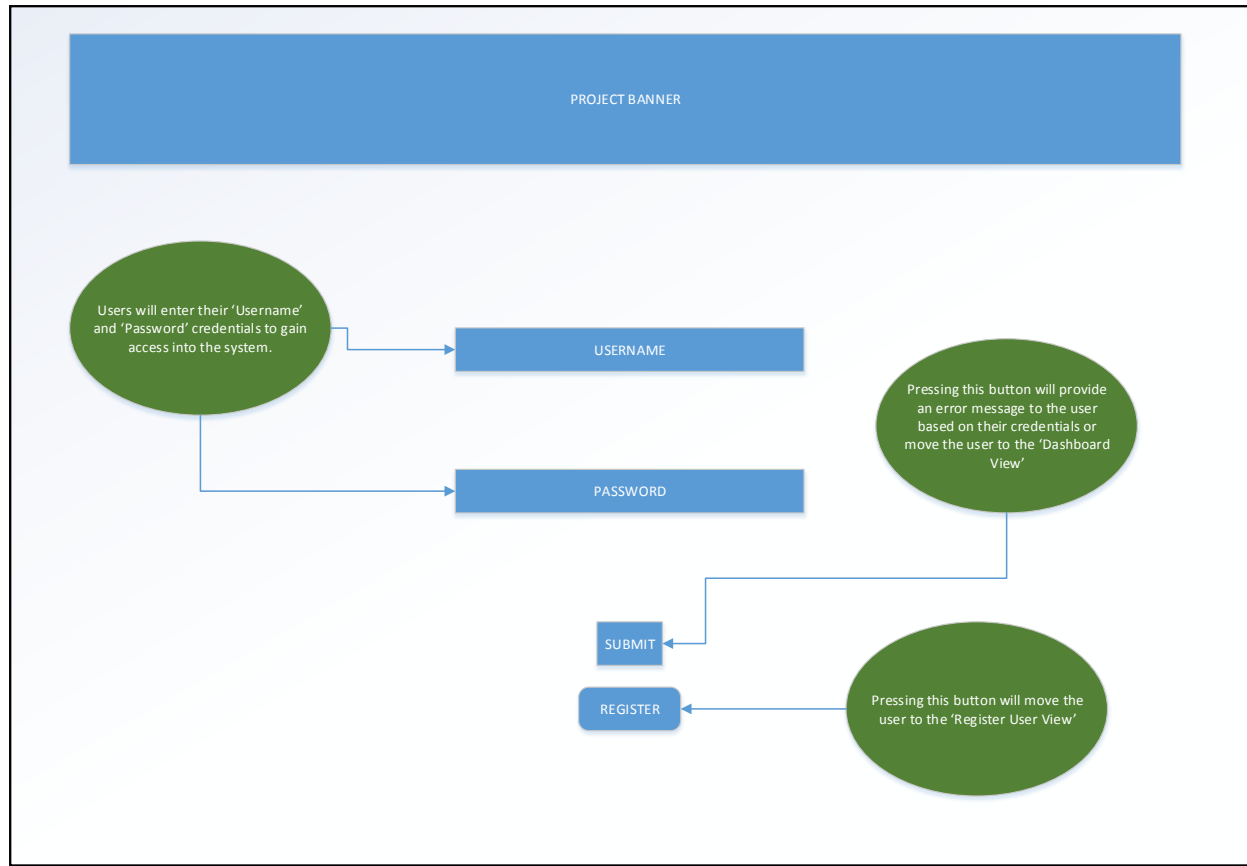 PROJECT BANNER
Users will enter their ‘Username’
and ‘Password’ credentials to gain
access into the system.
USERNAME
Pressing this button will provide
an error message to the user
based on their credentials or
move the user to the ‘Dashboard
View’
PASSWORD
SUBMIT
REGISTER
Pressing this button will move the
user to the ‘Register User View’